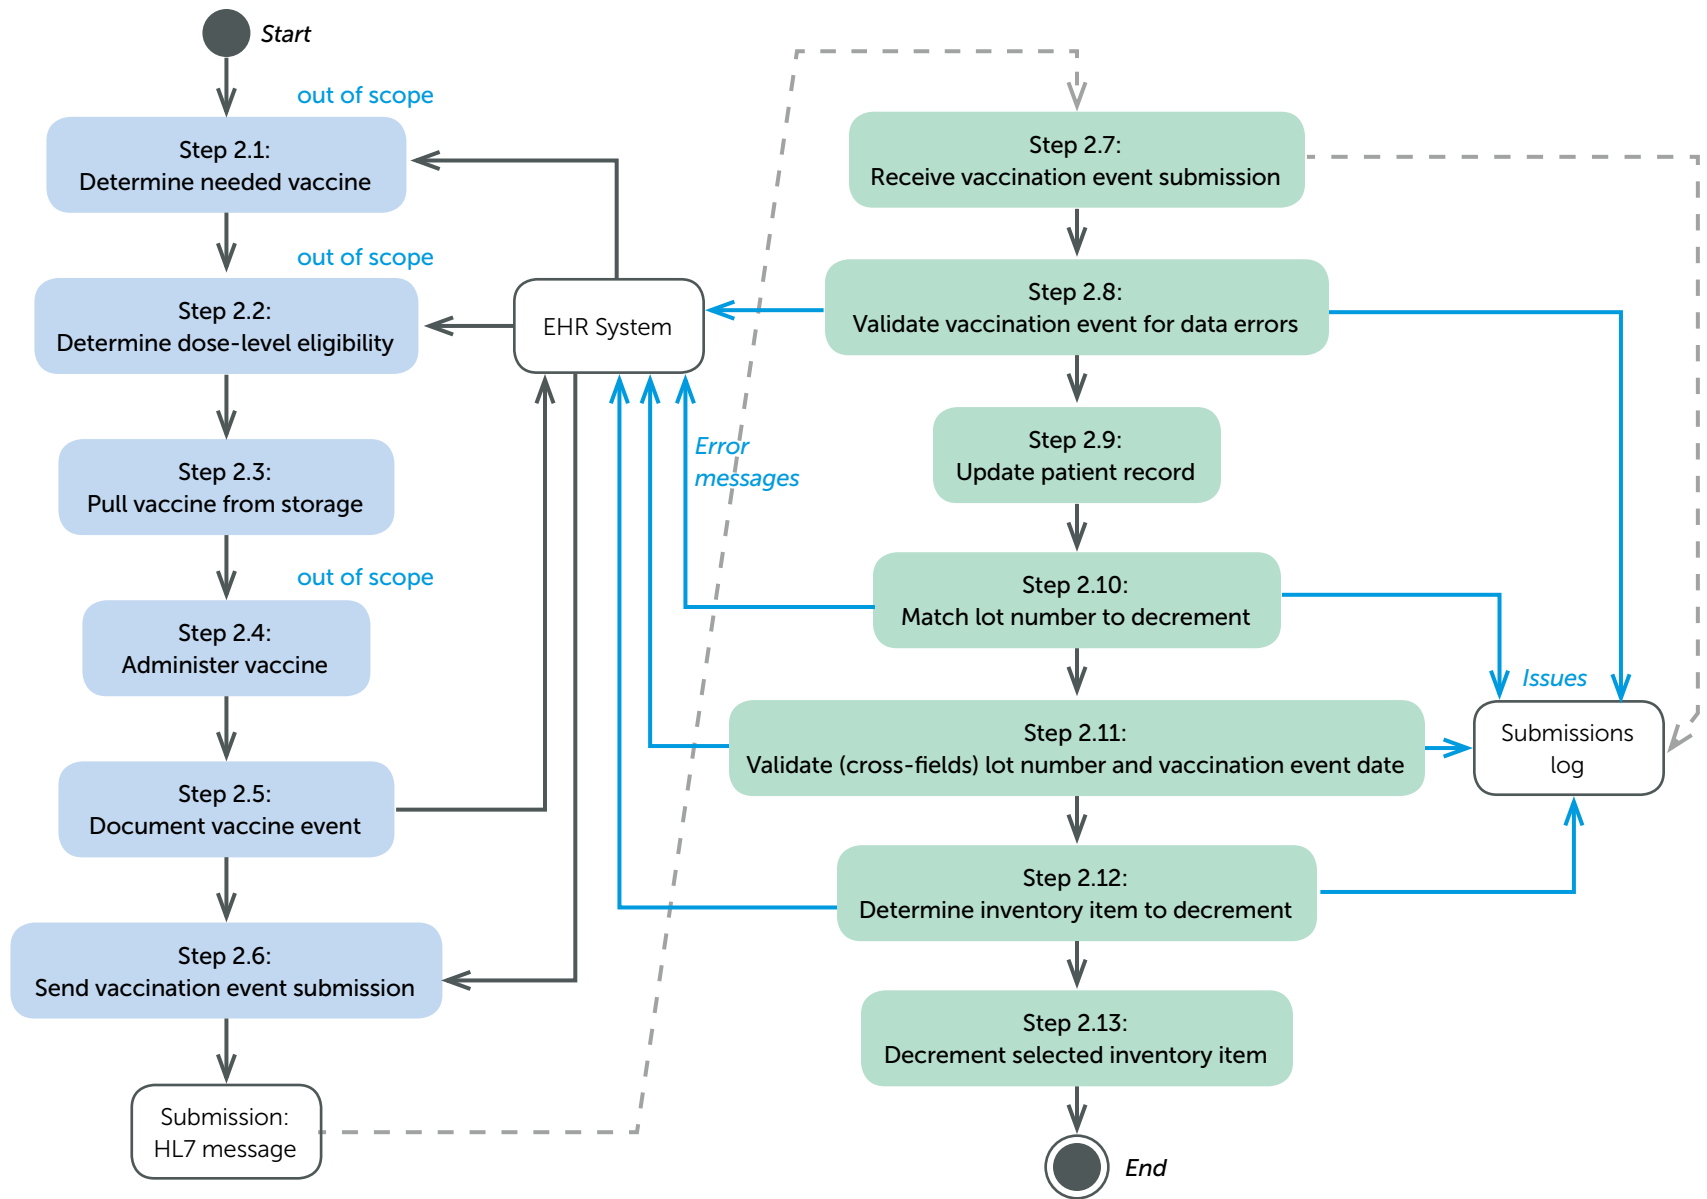 Start
out of scope
Step 2.1:
Determine needed vaccine
out of scope
Step 2.2:
Determine dose-level eligibility
Step 2.3:
Pull vaccine from storage
out of scope
Step 2.4:
Administer vaccine
Step 2.5:
Document vaccine event
Step 2.6:
Send vaccination event submission
Submission:
HL7 message
EHR System
Error
messages
Step 2.7:
Receive vaccination event submission
Step 2.8:
Validate vaccination event for data errors
Step 2.9:
Update patient record
Step 2.10:
Match lot number to decrement
Step 2.11:
Validate (cross-fields) lot number and vaccination event date
Step 2.12:
Determine inventory item to decrement
Step 2.13:
Decrement selected inventory item
End
Issues
Submissions
log